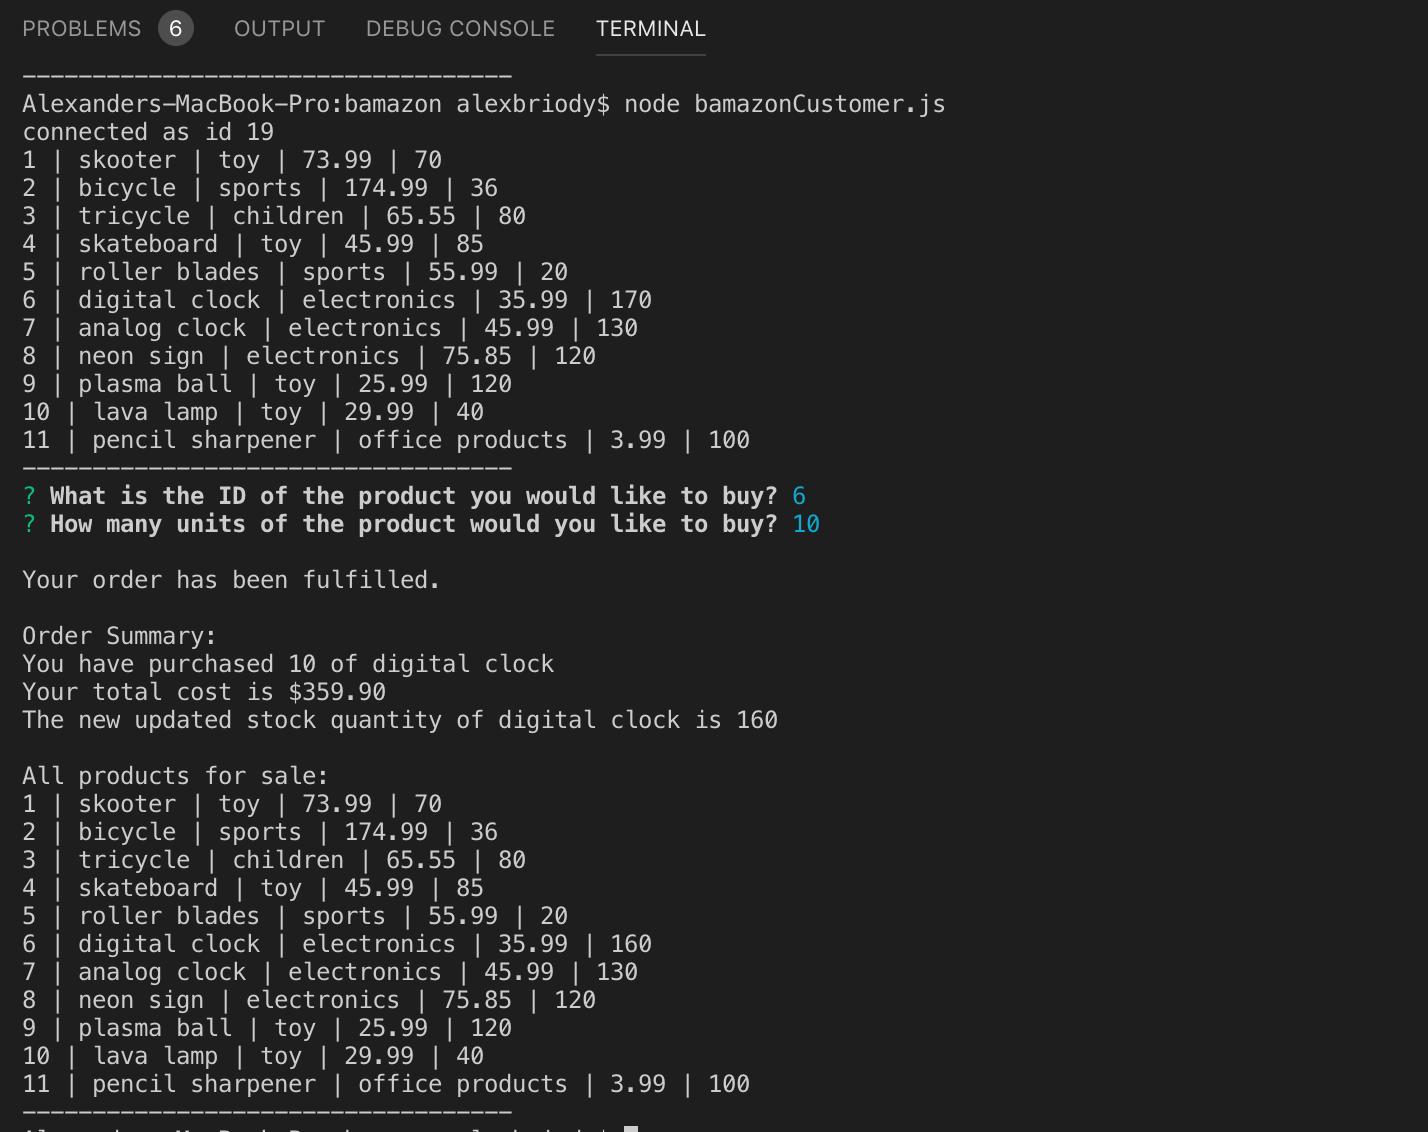 PROBLEMS 6 OUTPUT DEBUG CONSOLE TERMINAL
-----------------------------------
Alexanders-MacBook-Pro:bamazon alexbriody$ node bamazonCustomer.js
connected as id 19
1 | skooter | toy | 73.99 | 70
2 | bicycle | sports | 174.99 | 36
3 | tricycle | children | 65.55 | 80
4 | skateboard | toy | 45.99 | 85
5 | roller blades | sports | 55.99 | 20
6 | digital clock | electronics | 35.99 | 170
7 | analog clock | electronics | 45.99 | 130
8 | neon sign | electronics | 75.85 | 120
9 | plasma ball | toy | 25.99 | 120
10 | lava lamp | toy | 29.99 | 40
11 | pencil sharpener | office products | 3.99 | 100
-----------------------------------
? What is the ID of the product you would like to buy? 6
? How many units of the product would you like to buy? 10
Your order has been fulfilled.
Order Summary:
You have purchased 10 of digital clock
Your total cost is $359.90
The new updated stock quantity of digital clock is 160
All products for sale:
1 | skooter | toy | 73.99 | 70
2 | bicycle | sports | 174.99 | 36
3 | tricycle | children | 65.55 | 80
4 | skateboard | toy | 45.99 | 85
5 | roller blades | sports | 55.99 | 20
6 | digital clock | electronics | 35.99 | 160
7 | analog clock | electronics | 45.99 | 130
8 | neon sign | electronics | 75.85 | 120
9 | plasma ball | toy | 25.99 | 120
10 | lava lamp | toy | 29.99 | 40
11 | pencil sharpener | office products | 3.99 | 100
-----------------------------------